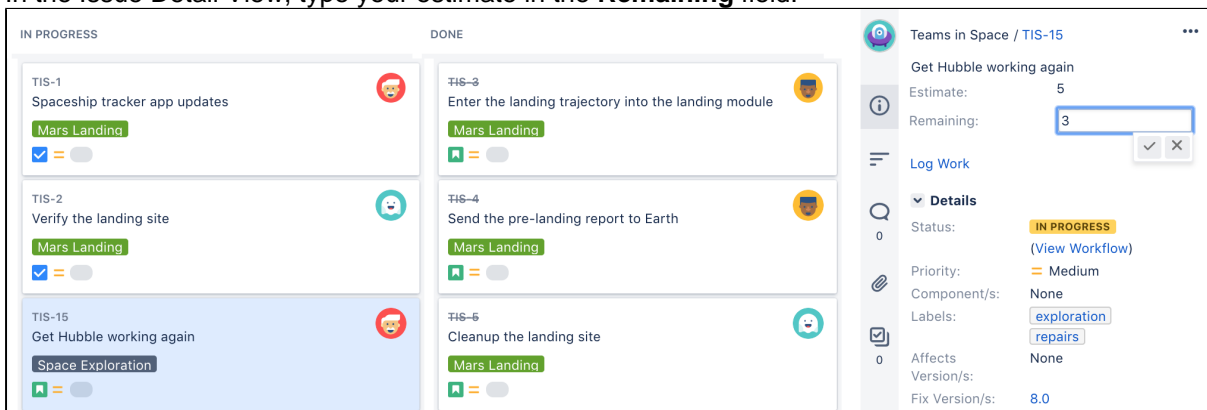 In the Issue Detail View, type your estimate in the Remaining field.
IN PROGRESS
TIS-1
Spaceship tracker app updates
Mars Landing
TIS-2
Verify the landing site
Mars Landing
TIS-15
Get Hubble working again
Space Exploration
DONE
TIS-3
Enter the landing trajectory into the landing module
Mars Landing
TIS-4
Send the pre-landing report to Earth
Mars Landing
TIS-5
Cleanup the landing site
Mars Landing
0
0
Teams in Space / TIS-15
Get Hubble working again
Estimate: 5
Remaining: 3
Log Work
Details
Status: IN PROGRESS
(View Workflow)
Priority: Medium
Component/s: None
Labels: exploration
repairs
Affects None
Version/s:
Fix Version/s: 8.0